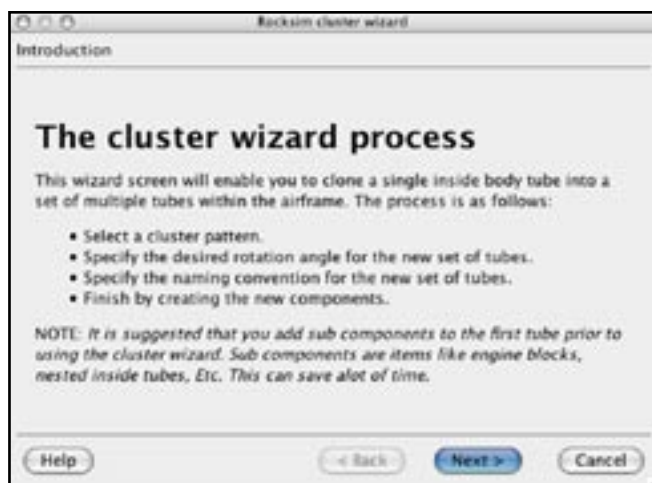 Rocksim cluster wizard
Introduction
The cluster wizard process
This wizard screen will enable you to clone a single inside body tube into a
set of multiple tubes within the airframe. The process is as follows:
• Select a cluster pattern.
• Specify the desired rotation angle for the new set of tubes.
• Specify the naming convention for the new set of tubes.
• Finish by creating the new components.
NOTE: It is suggested that you add sub components to the first tube prior to
using the cluster wizard. Sub components are items like engine blocks,
nested inside tubes, Etc. This can save alot of time.
Help < Back Next > Cancel